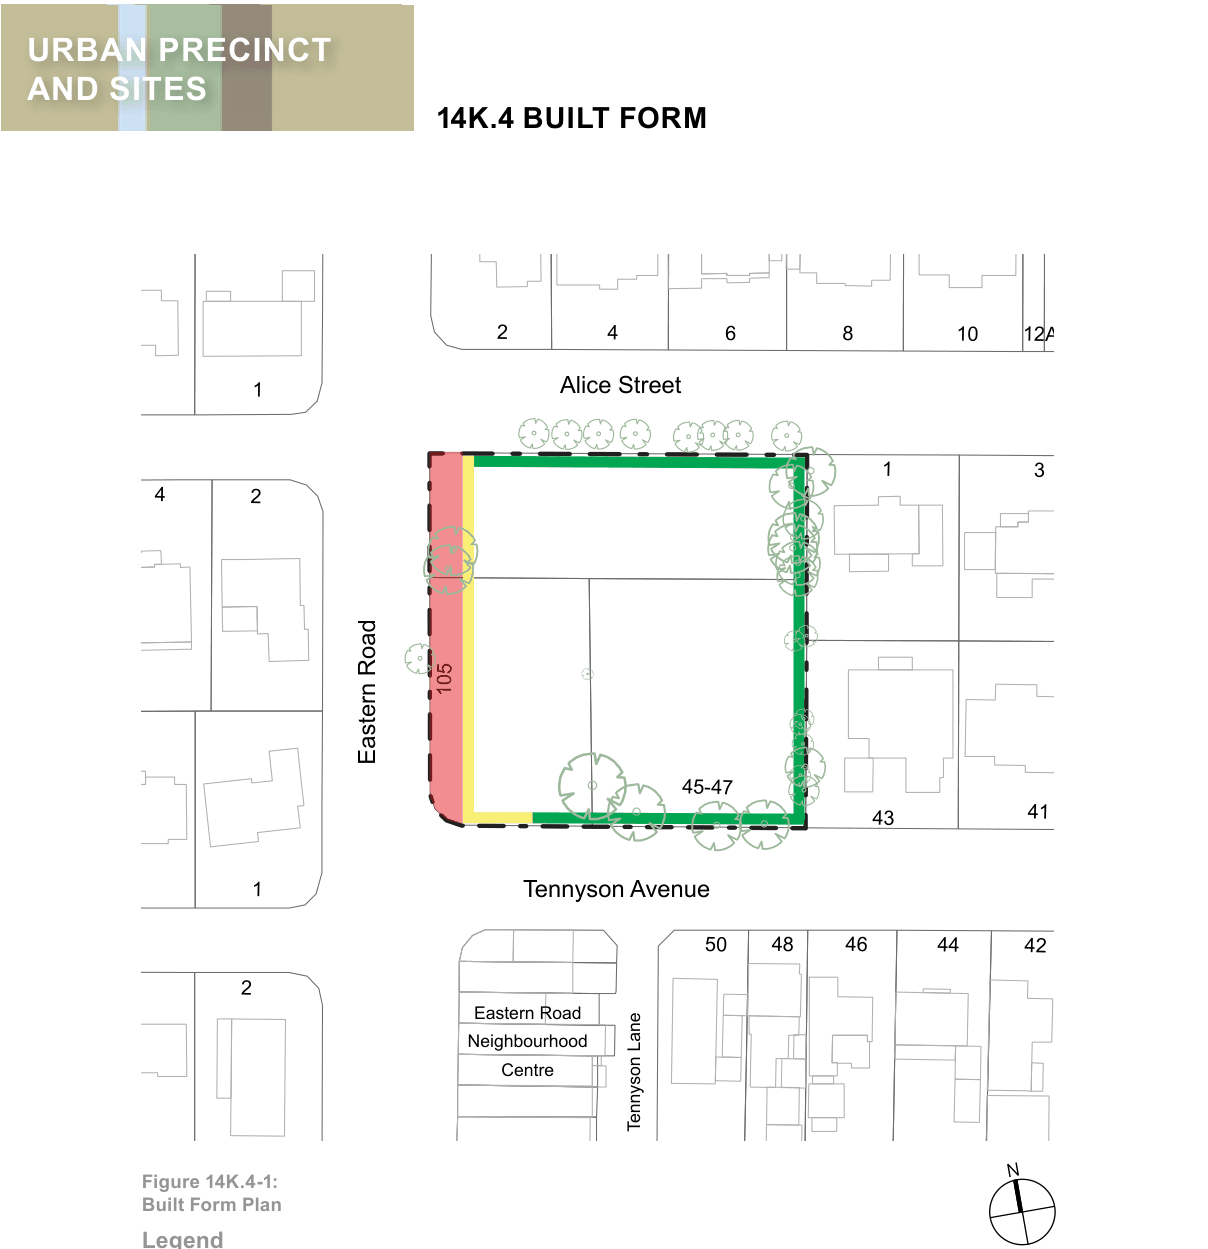 URBAN PRECINCT
AND SITES
14K.4 BUILT FORM
2
4
6
8
10
12A
1
Alice Street
4
2
1
3
Eastern Road
105
45-47
43
41
1
Tennyson Avenue
2
50
48
46
44
42
Eastern Road
Neighbourhood
Centre
Tennyson Lane
Figure 14K.4-1:
Built Form Plan
Legend
N